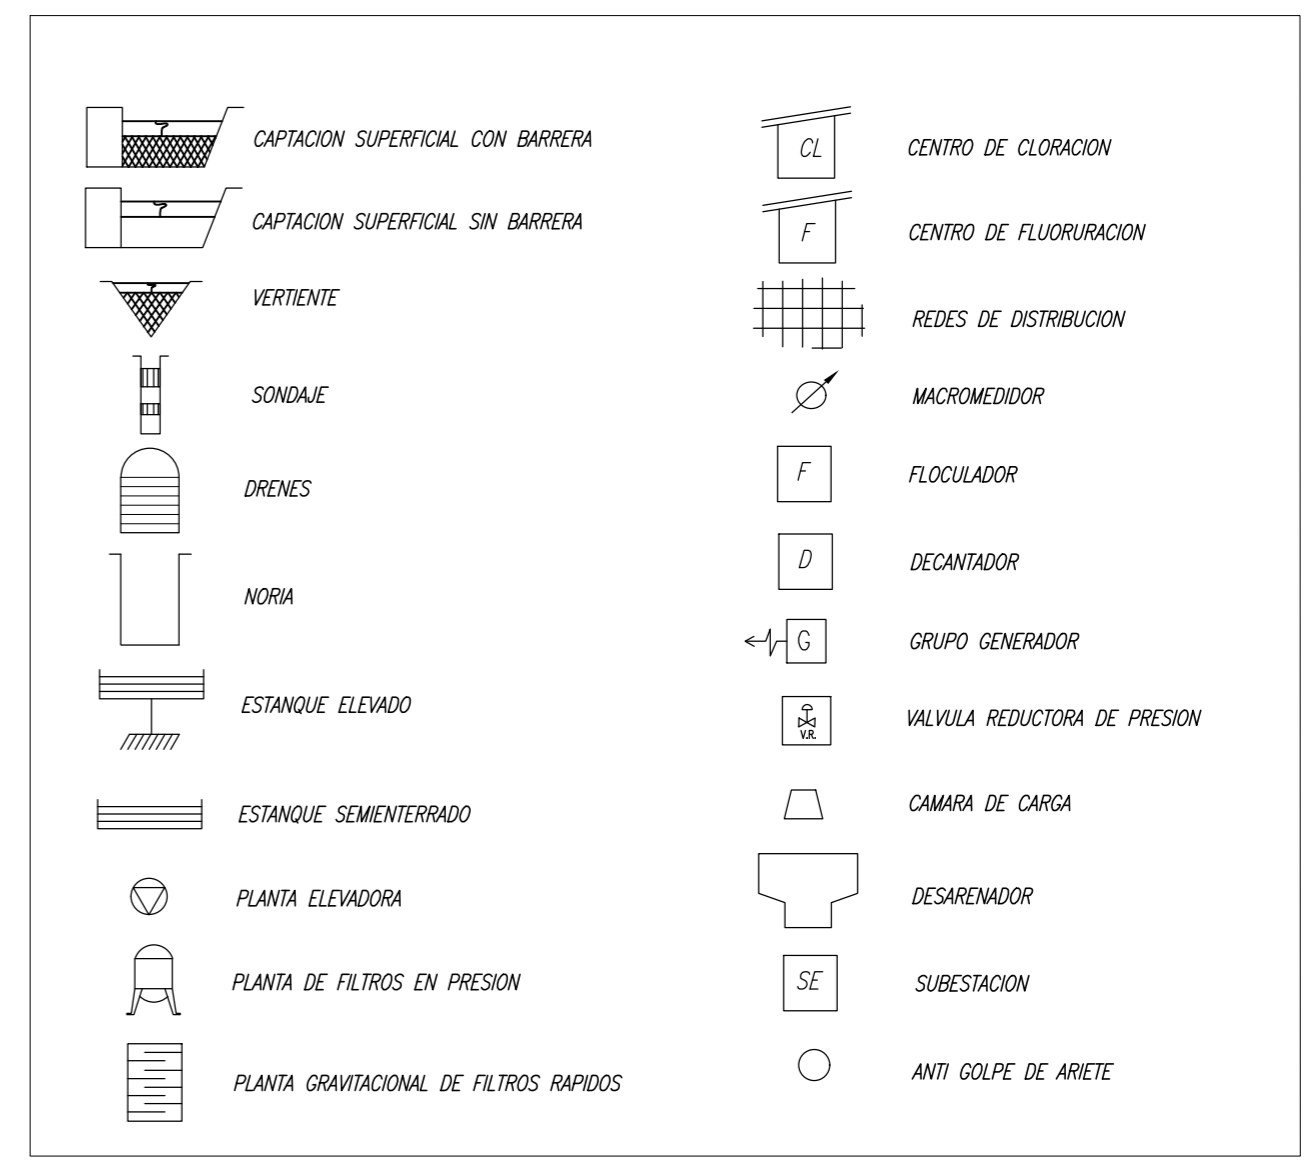 CAPTACION SUPERFICIAL CON BARRERA
CAPTACION SUPERFICIAL SIN BARRERA
VERTIENTE
SONDAJE
DRENES
NORIA
ESTANQUE ELEVADO
ESTANQUE SEMIENTERRADO
PLANTA ELEVADORA
PLANTA DE FILTROS EN PRESION
PLANTA GRAVITACIONAL DE FILTROS RAPIDOS
CL CENTRO DE CLORACION
F CENTRO DE FLUORURACION
REDES DE DISTRIBUCION
MACROMEDIDOR
F FLOCULADOR
D DECANTADOR
G GRUPO GENERADOR
V.R. VALVULA REDUCTORA DE PRESION
CAMARA DE CARGA
DESARENADOR
SE SUBESTACION
ANTI GOLPE DE ARIETE